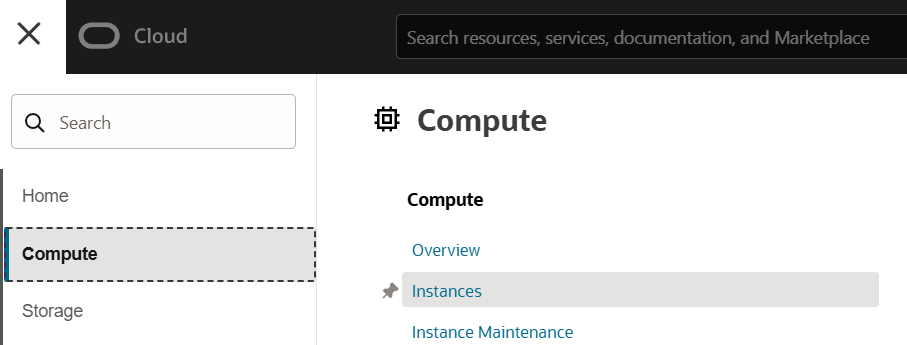 Cloud
Search resources, services, documentation, and Marketplace
Search
Home
Compute
Storage
Compute
Compute
Overview
Instances
Instance Maintenance